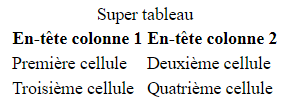 Super tableau
En-tête colonne 1 En-tête colonne 2
Première cellule Deuxième cellule
Troisième cellule Quatrième cellule